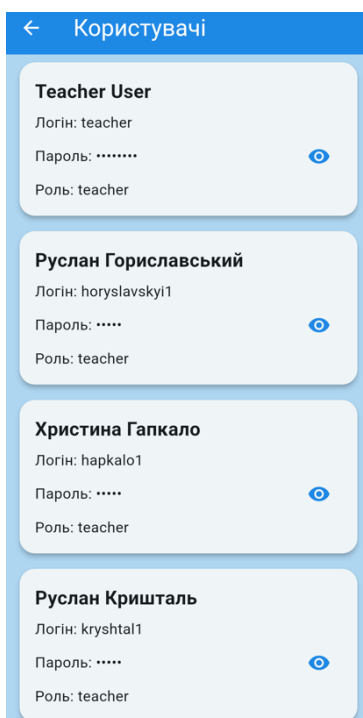 Користувачі
Teacher User
Логін: teacher
Пароль: ••••••••
Роль: teacher
Руслан Гориславський
Логін: horyslavskyi1
Пароль: •••••
Роль: teacher
Христина Гапкало
Логін: hapkalo1
Пароль: •••••
Роль: teacher
Руслан Кришталь
Логін: kryshtal1
Пароль: •••••
Роль: teacher